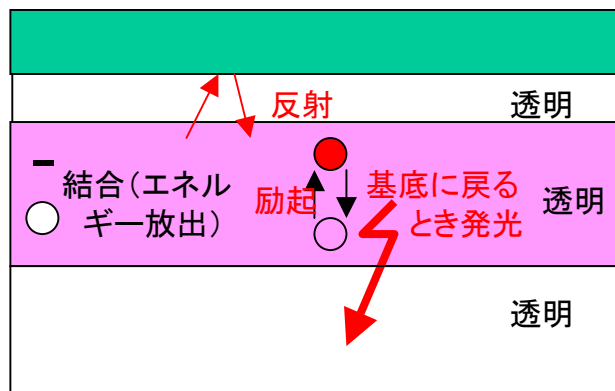 反射
透明
結合(エネル
ギー放出)
励起
基底に戻る
とき発光
透明
透明